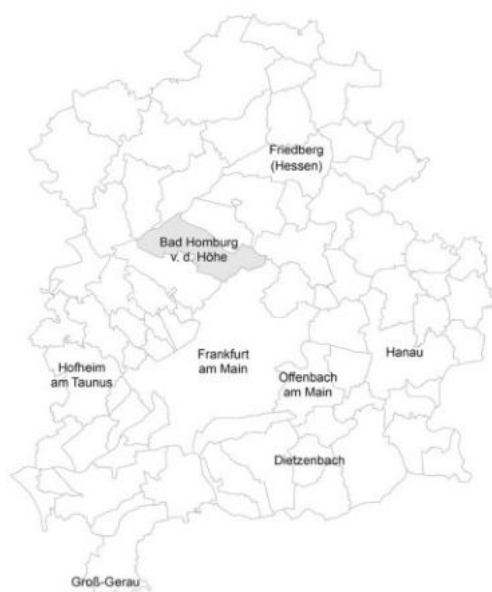 Friedberg
(Hessen)
Bad Homburg
v. d. Höhe
Frankfurt
am Main
Hanau
Hofheim
am Taunus
Offenbach
am Main
Dietzenbach
Groß-Gerau